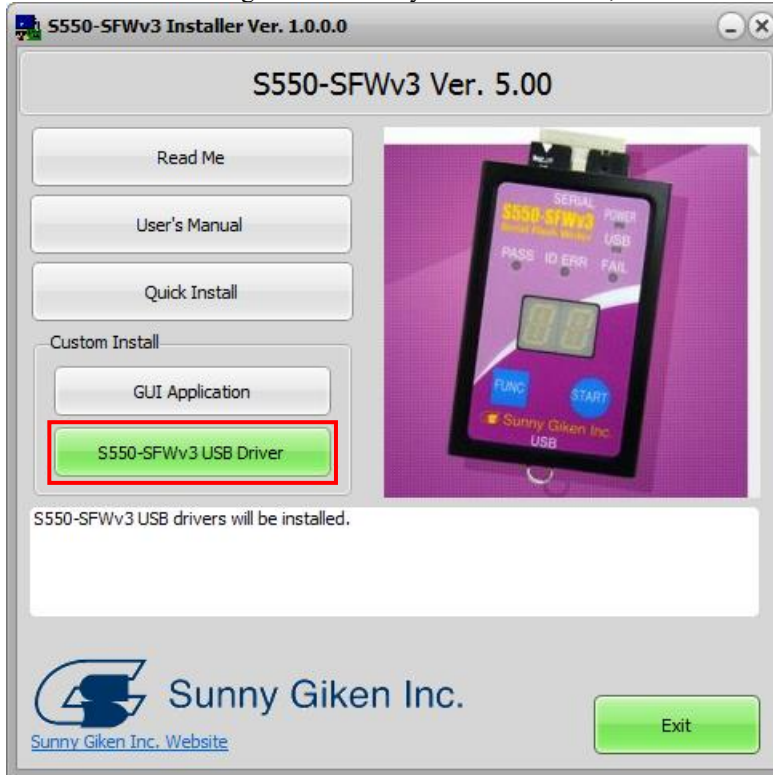 S550-SFWv3 Installer Ver. 1.0.0.0
S550-SFWv3 Ver. 5.00
Read Me
User's Manual
Quick Install
Custom Install
GUI Application
S550-SFWv3 USB Driver
SERIAL
S550-SFWv3
Serial Flash Writer
POWER
USB
PASS ID ERR FAIL
FUNC
START
Sunny Giken Inc.
USB
S550-SFWv3 USB drivers will be installed.
Sunny Giken Inc.
Sunny Giken Inc. Website
Exit